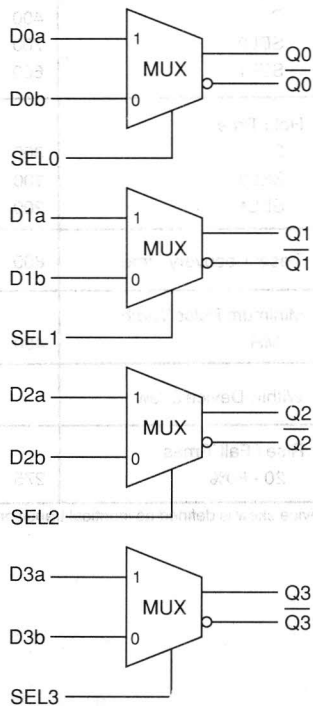 D0a
1
MUX
Q0
Q0
D0b
0
SEL0
D1a
1
MUX
Q1
Q1
D1b
0
SEL1
D2a
1
MUX
Q2
Q2
D2b
0
SEL2
D3a
1
MUX
Q3
Q3
D3b
0
SEL3